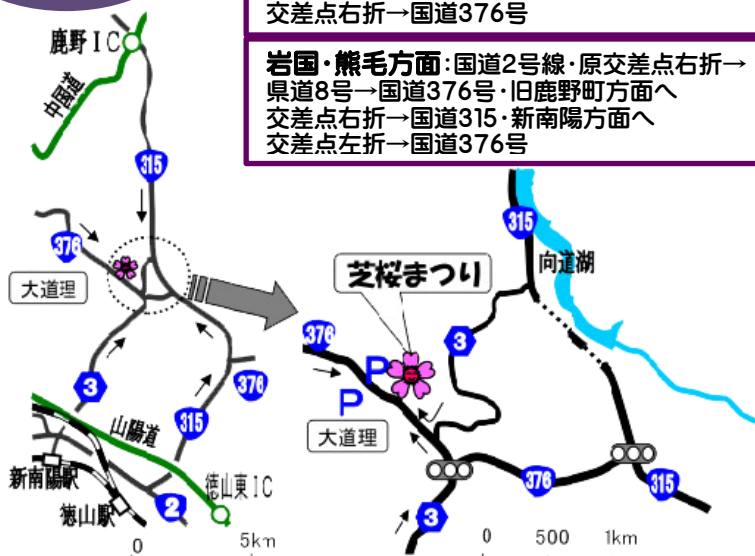 交差点右折→国道376号
岩国・熊毛方面：国道2号線・原交差点右折→
県道8号→国道376号・旧鹿野町方面へ
交差点右折→国道315・新南陽方面へ
交差点左折→国道376号
鹿野IC
中国道
315
376
大道理
3
376
315
山陽道
新南陽駅
徳山駅
2
徳山東IC
0
5km
315
向道湖
芝桜まつり
376
3
P
P
大道理
376
315
3
0
500
1km